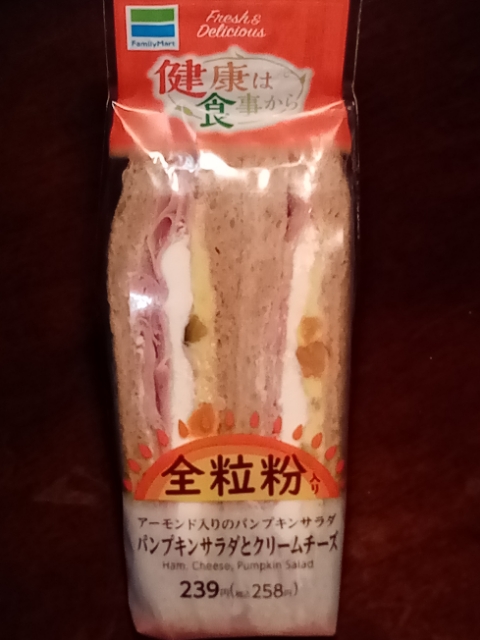 Fresh &
Delicious
FamilyMart
健康は
食事から
全粒粉入り
アーモンド入りのパンプキンサラダ
パンプキンサラダとクリームチーズ
Ham, Cheese, Pumpkin Salad
239円(税込258円)